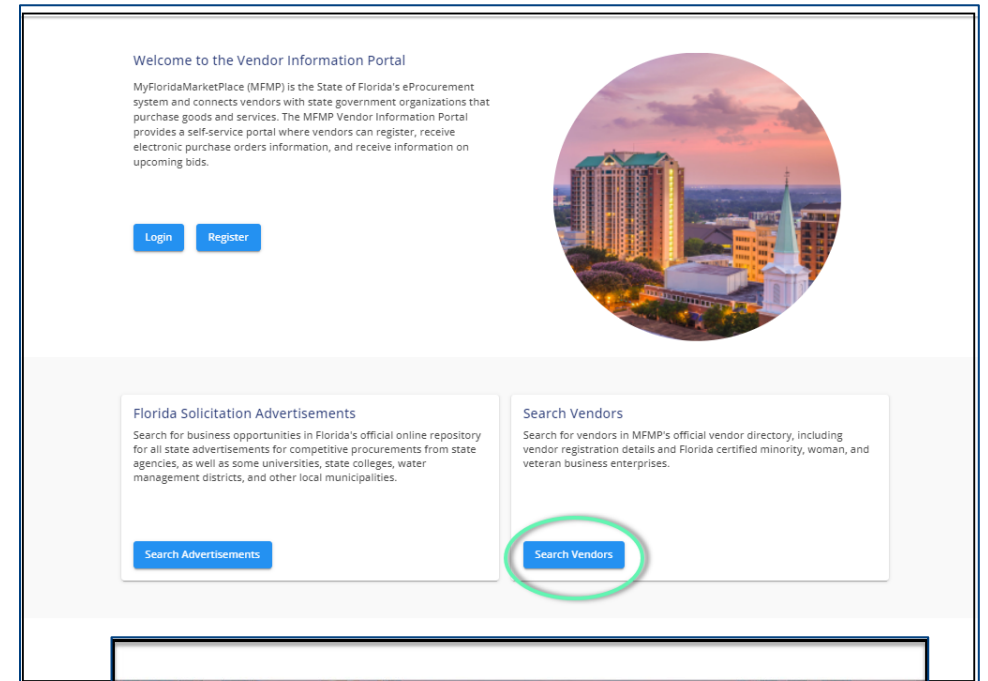 Welcome to the Vendor Information Portal
MyFloridaMarketPlace (MFMP) is the State of Florida's eProcurement
system and connects vendors with state government organizations that
purchase goods and services. The MFMP Vendor Information Portal
provides a self-service portal where vendors can register, receive
electronic purchase orders information, and receive information on
upcoming bids.
Login
Register
Florida Solicitation Advertisements
Search for business opportunities in Florida's official online repository
for all state advertisements for competitive procurements from state
agencies, as well as some universities, state colleges, water
management districts, and other local municipalities.
Search Advertisements
Search Vendors
Search for vendors in MFMP's official vendor directory, including
vendor registration details and Florida certified minority, woman, and
veteran business enterprises.
Search Vendors